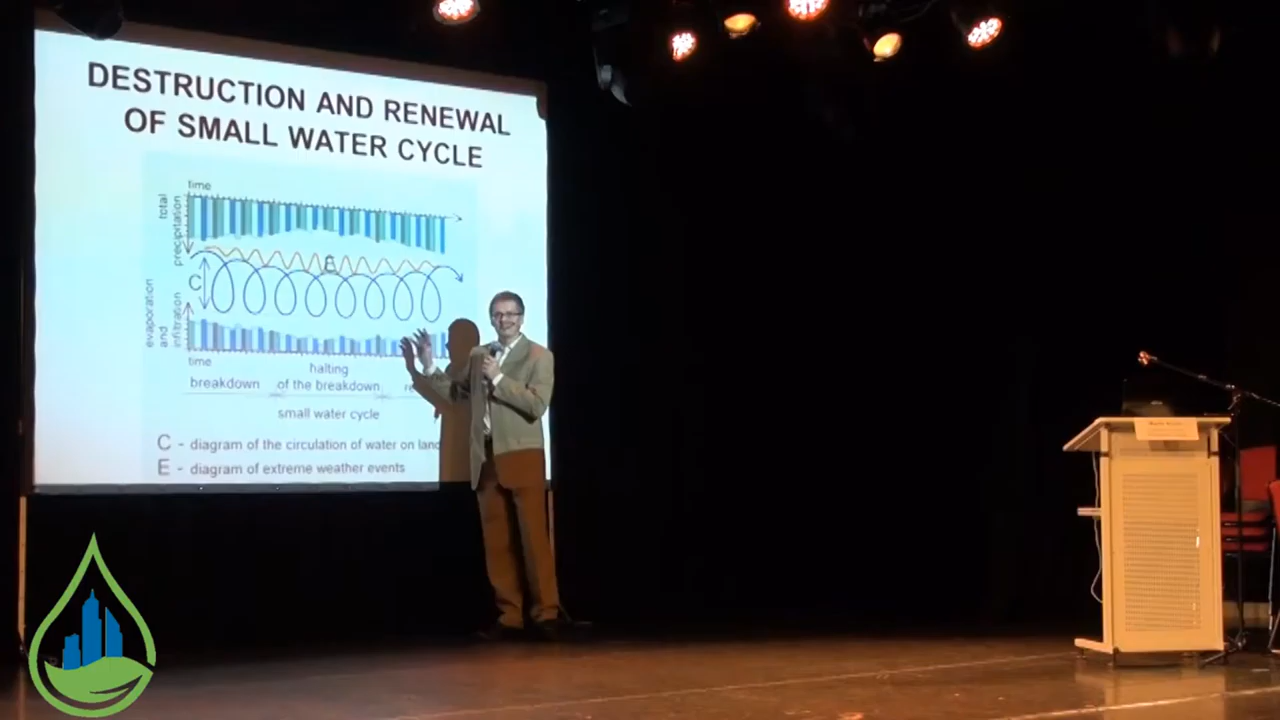 DESTRUCTION AND RENEWAL
OF SMALL WATER CYCLE
time
total
precipitation
E
C
evaporation
and
infiltration
time
breakdown
halting
of the breakdown
small water cycle
C - diagram of the circulation of water on land
E - diagram of extreme weather events